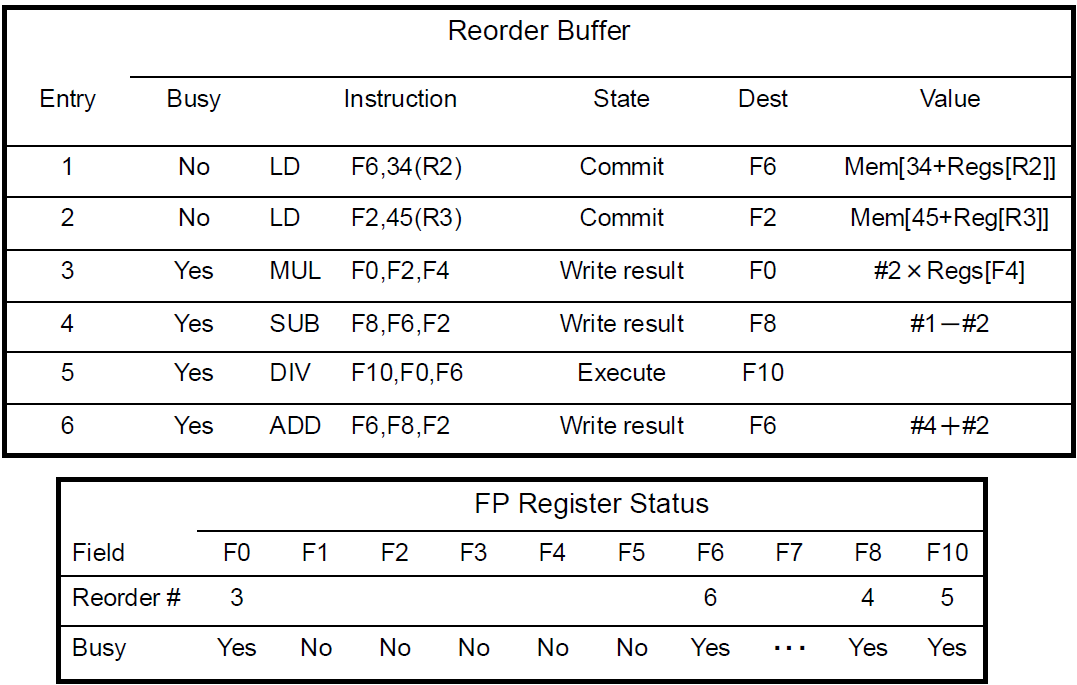 Reorder Buffer
Entry Busy Instruction State Dest Value
1 No LD F6,34(R2) Commit F6 Mem[34+Regs[R2]]
2 No LD F2,45(R3) Commit F2 Mem[45+Reg[R3]]
3 Yes MUL F0,F2,F4 Write result F0 #2×Regs[F4]
4 Yes SUB F8,F6,F2 Write result F8 #1−#2
5 Yes DIV F10,F0,F6 Execute F10
6 Yes ADD F6,F8,F2 Write result F6 #4+#2
FP Register Status
Field F0 F1 F2 F3 F4 F5 F6 F7 F8 F10
Reorder # 3 6 4 5
Busy Yes No No No No No Yes ··· Yes Yes